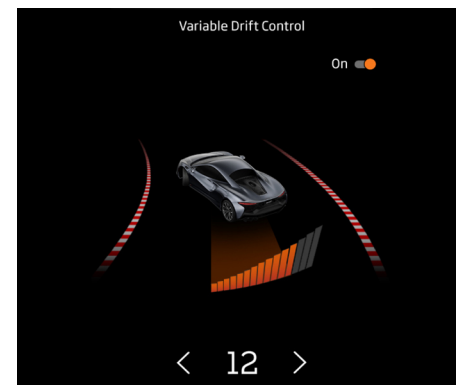 Variable Drift Control
On
< 12 >